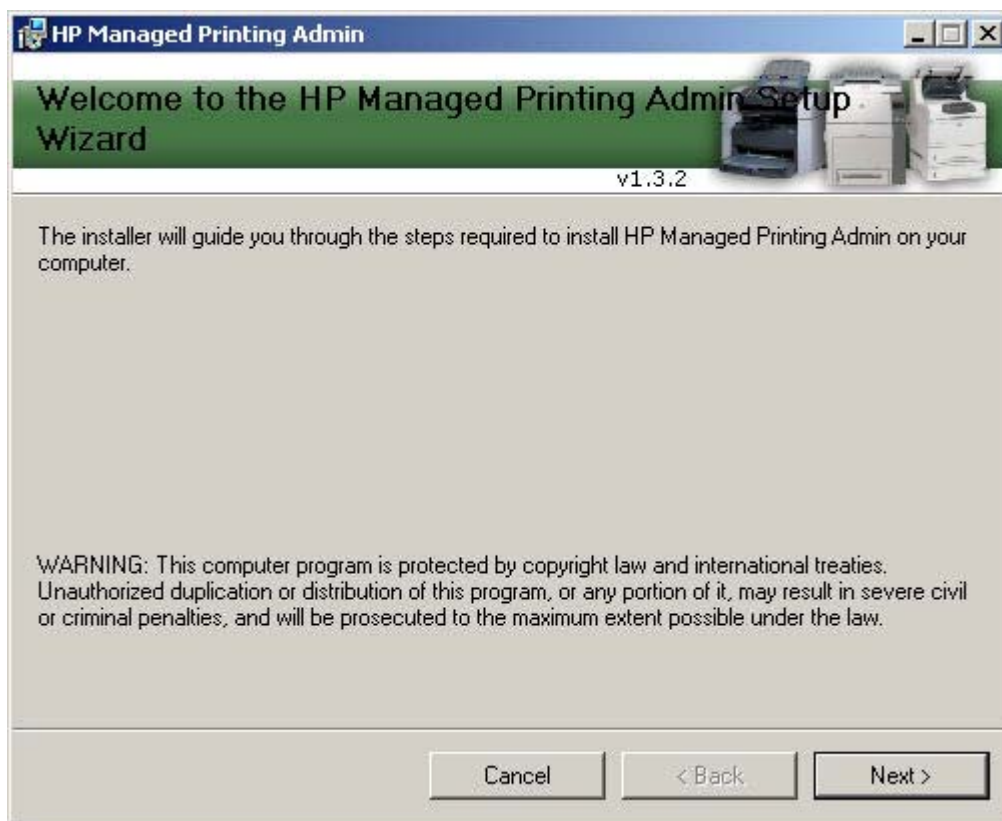 HP Managed Printing Admin
Welcome to the HP Managed Printing Admin Setup
Wizard
v1.3.2
The installer will guide you through the steps required to install HP Managed Printing Admin on your
computer.
WARNING: This computer program is protected by copyright law and international treaties.
Unauthorized duplication or distribution of this program, or any portion of it, may result in severe civil
or criminal penalties, and will be prosecuted to the maximum extent possible under the law.
Cancel
< Back
Next >